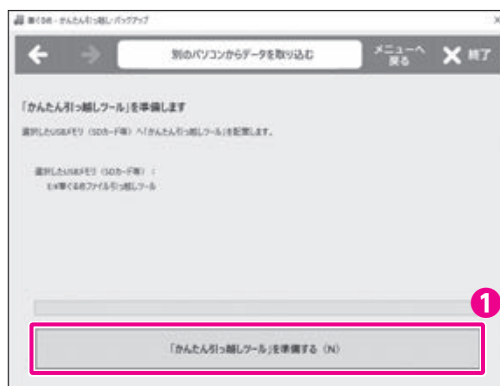 筆ぐるめ - かんたん引っ越し・バックアップ
別のパソコンからデータを取り込む
メニューへ
戻る
終了
「かんたん引っ越しツール」を準備します
選択したUSBメモリ（SDカード等）へ「かんたん引っ越しツール」を配置します。
選択したUSBメモリ（SDカード等）：
E:¥筆ぐるめファイル引っ越しツール
1
「かんたん引っ越しツール」を準備する（N）